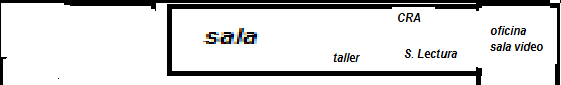 CRA
sala
taller
S. Lectura
oficina
sala video